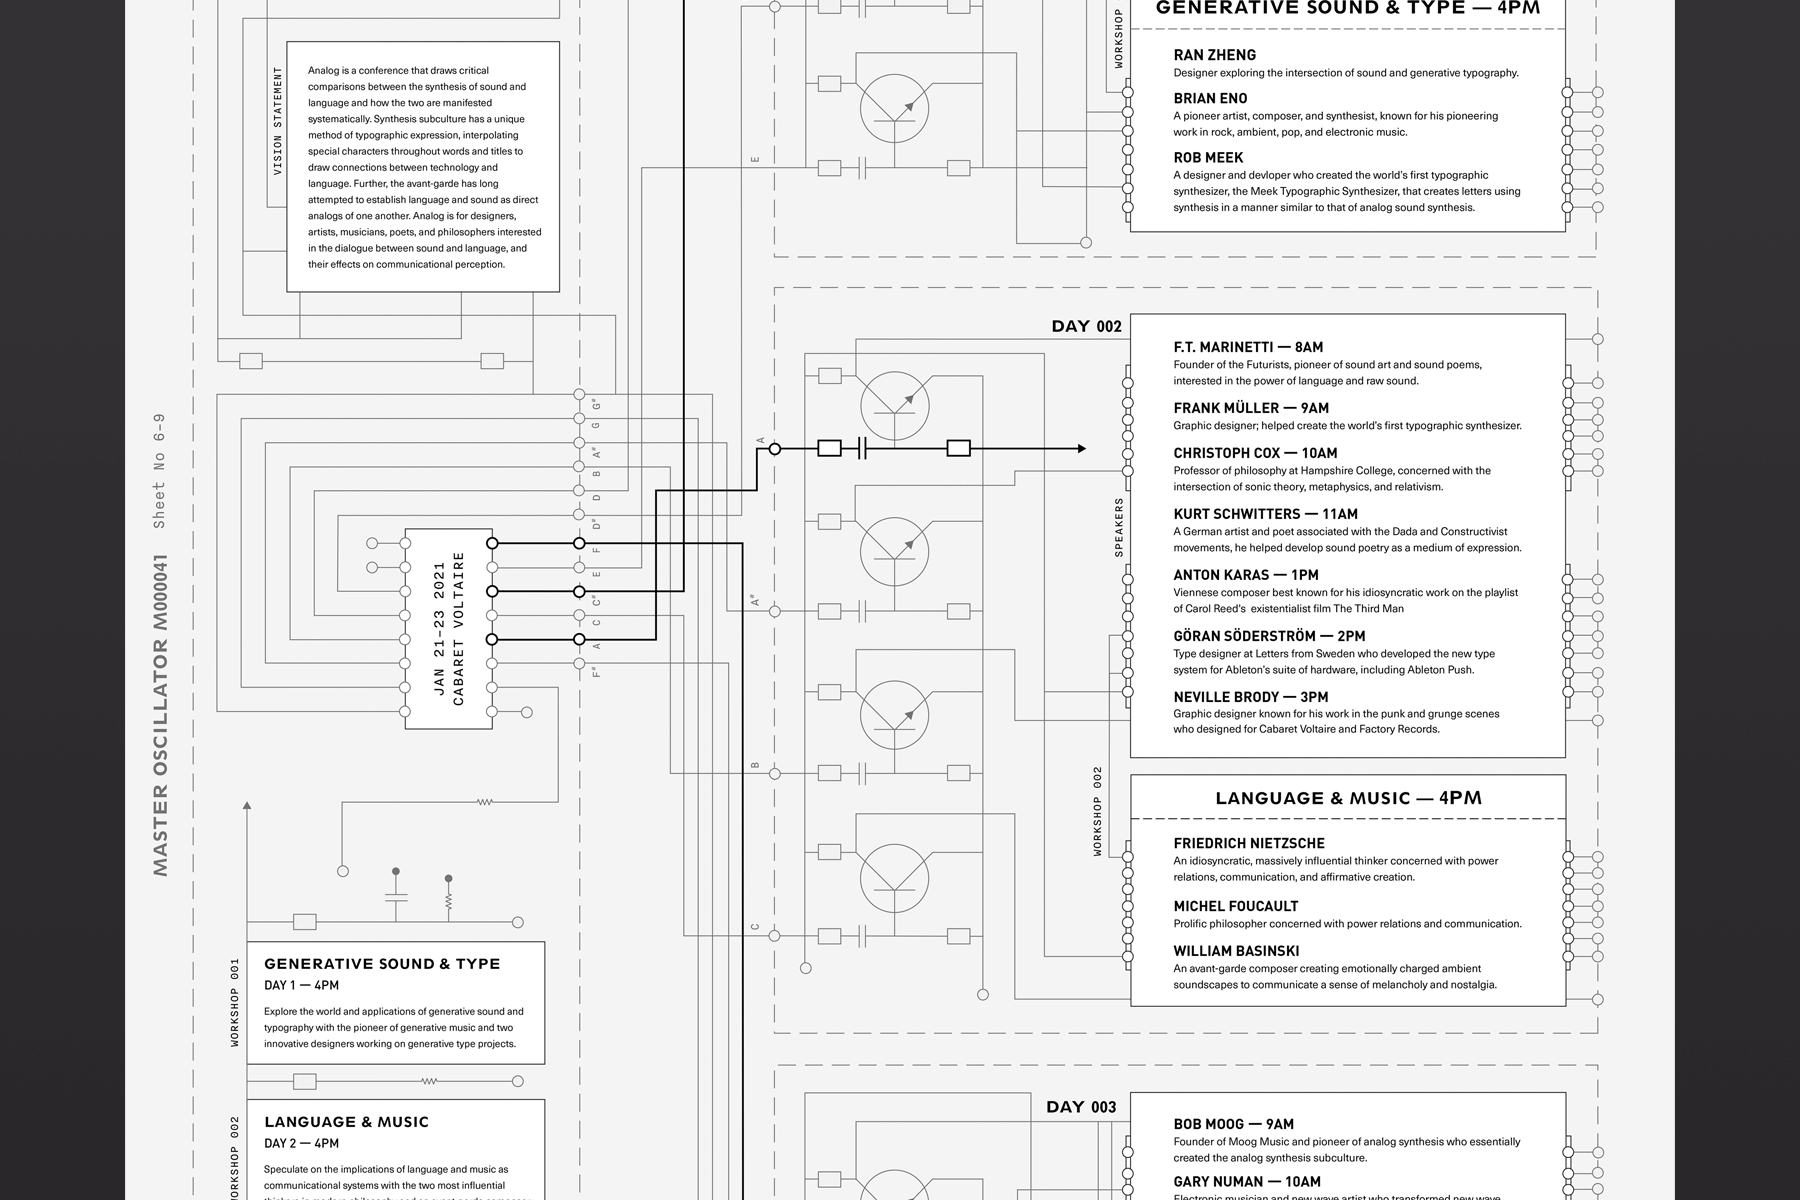 MASTER OSCILLATOR M000041 Sheet No 6-9
VISION STATEMENT
Analog is a conference that draws critical
comparisons between the synthesis of sound and
language and how the two are manifested
systematically. Synthesis subculture has a unique
method of typographic expression, interpolating
special characters throughout words and titles to
draw connections between technology and
language. Further, the avant-garde has long
attempted to establish language and sound as direct
analogs of one another. Analog is for designers,
artists, musicians, poets, and philosophers interested
in the dialogue between sound and language, and
their effects on communicational perception.
G#
G
A#
B
D
D#
F
E
C#
C
A
F#
JAN 21-23 2021
CABARET VOLTAIRE
WORKSHOP 001
GENERATIVE SOUND & TYPE
DAY 1 — 4PM
Explore the world and applications of generative sound and
typography with the pioneer of generative music and two
innovative designers working on generative type projects.
WORKSHOP 002
LANGUAGE & MUSIC
DAY 2 — 4PM
Speculate on the implications of language and music as
communicational systems with the two most influential
E
A
A#
B
C
WORKSHOP
GENERATIVE SOUND & TYPE — 4PM
RAN ZHENG
Designer exploring the intersection of sound and generative typography.
BRIAN ENO
A pioneer artist, composer, and synthesist, known for his pioneering
work in rock, ambient, pop, and electronic music.
ROB MEEK
A designer and devloper who created the world's first typographic
synthesizer, the Meek Typographic Synthesizer, that creates letters using
synthesis in a manner similar to that of analog sound synthesis.
DAY 002
SPEAKERS
F.T. MARINETTI — 8AM
Founder of the Futurists, pioneer of sound art and sound poems,
interested in the power of language and raw sound.
FRANK MÜLLER — 9AM
Graphic designer; helped create the world's first typographic synthesizer.
CHRISTOPH COX — 10AM
Professor of philosophy at Hampshire College, concerned with the
intersection of sonic theory, metaphysics, and relativism.
KURT SCHWITTERS — 11AM
A German artist and poet associated with the Dada and Constructivist
movements, he helped develop sound poetry as a medium of expression.
ANTON KARAS — 1PM
Viennese composer best known for his idiosyncratic work on the playlist
of Carol Reed's existentialist film The Third Man
GÖRAN SÖDERSTRÖM — 2PM
Type designer at Letters from Sweden who developed the new type
system for Ableton's suite of hardware, including Ableton Push.
NEVILLE BRODY — 3PM
Graphic designer known for his work in the punk and grunge scenes
who designed for Cabaret Voltaire and Factory Records.
WORKSHOP 002
LANGUAGE & MUSIC — 4PM
FRIEDRICH NIETZSCHE
An idiosyncratic, massively influential thinker concerned with power
relations, communication, and affirmative creation.
MICHEL FOUCAULT
Prolific philosopher concerned with power relations and communication.
WILLIAM BASINSKI
An avant-garde composer creating emotionally charged ambient
soundscapes to communicate a sense of melancholy and nostalgia.
DAY 003
BOB MOOG — 9AM
Founder of Moog Music and pioneer of analog synthesis who essentially
created the analog synthesis subculture.
GARY NUMAN — 10AM
Electronic musician and new wave artist who transformed new wave